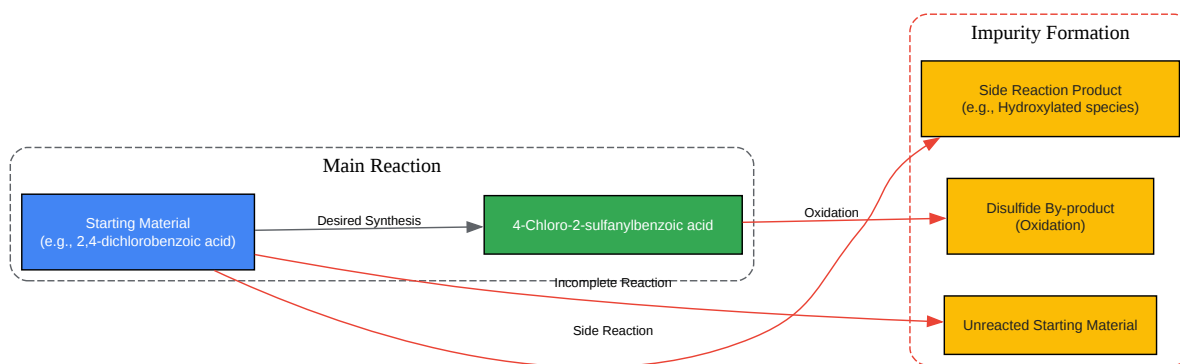 Impurity Formation
Side Reaction Product
(e.g., Hydroxylated species)
Main Reaction
Starting Material
(e.g., 2,4-dichlorobenzoic acid)
Desired Synthesis
4-Chloro-2-sulfanylbenzoic acid
Oxidation
Disulfide By-product
(Oxidation)
Incomplete Reaction
Side Reaction
Unreacted Starting Material